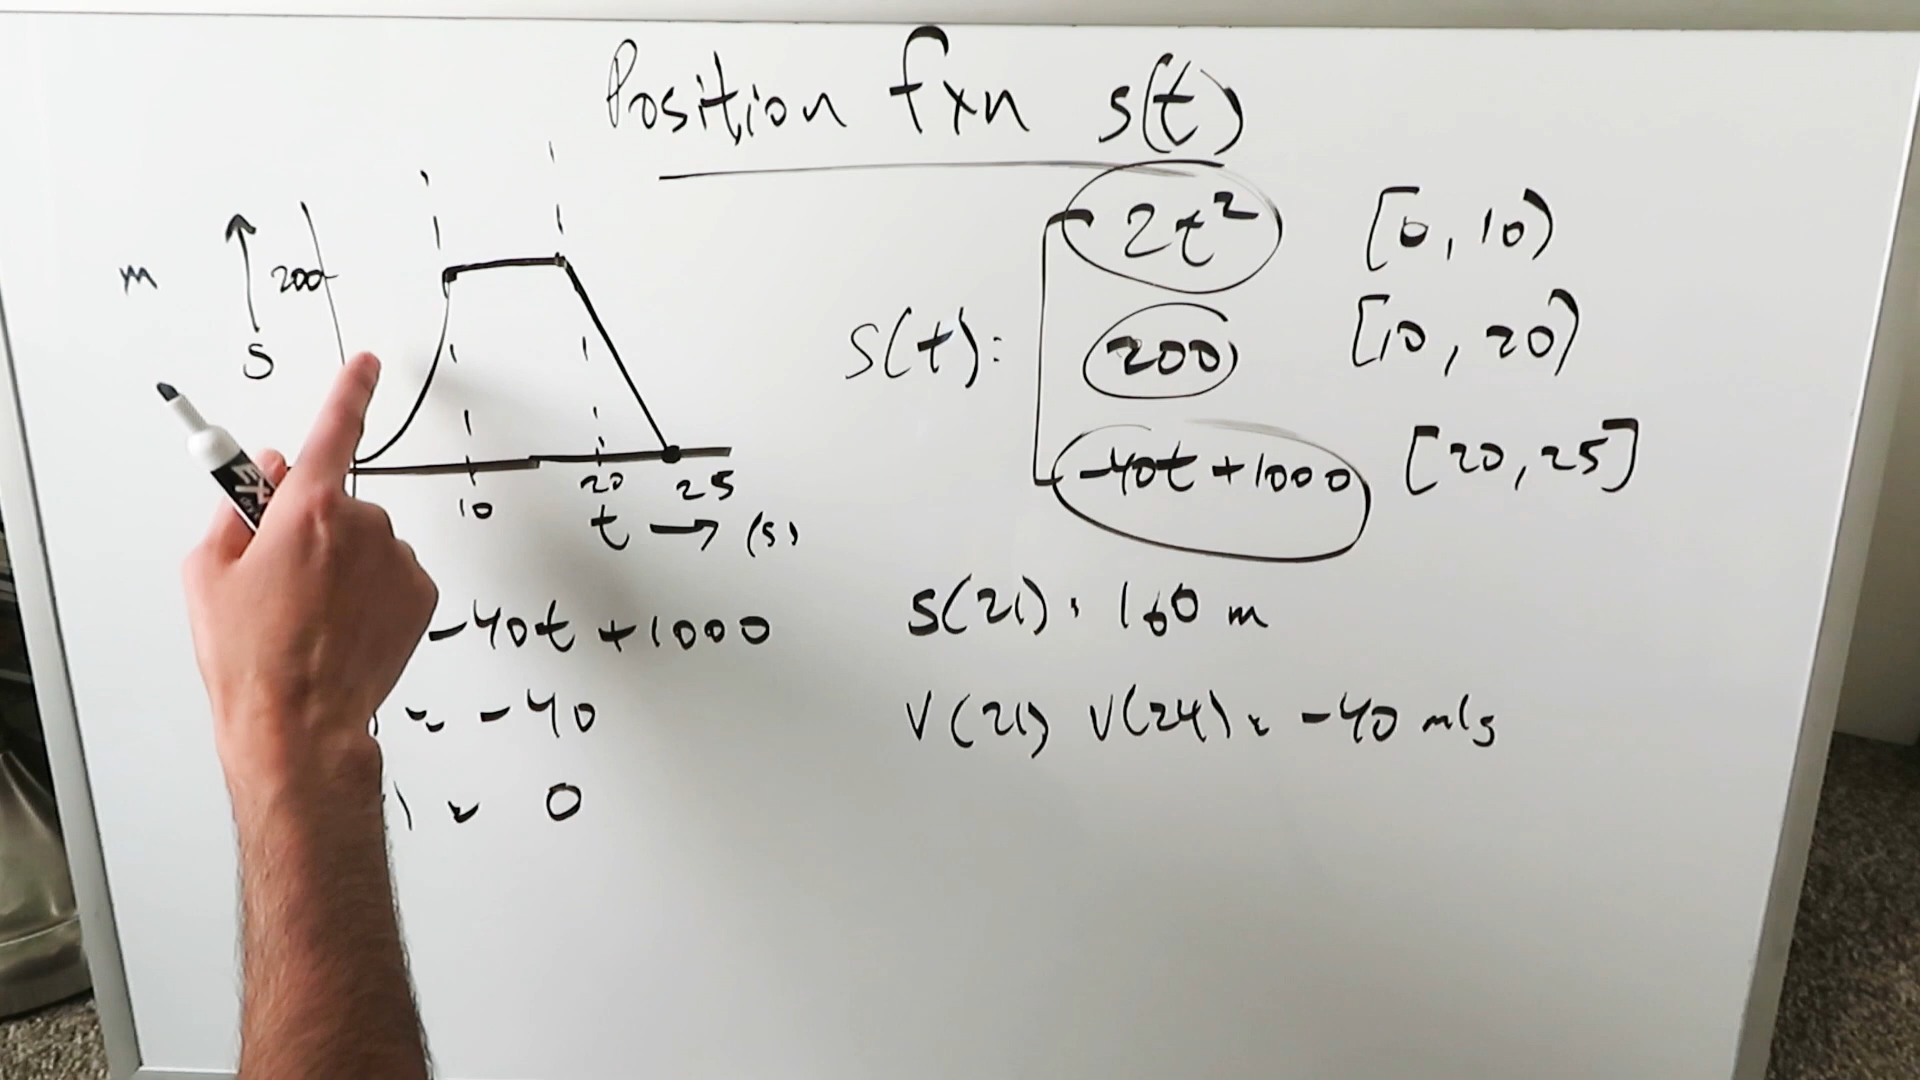 Position fxn s(t)
m
S
200
10
20
25
t → (s)
s(t):
2t² [0, 10)
200 [10, 20)
-40t + 1000 [20, 25]
-40t + 1000
) = -40
) = 0
s(21) = 160 m
v(21) v(24) = -40 m/s
EX